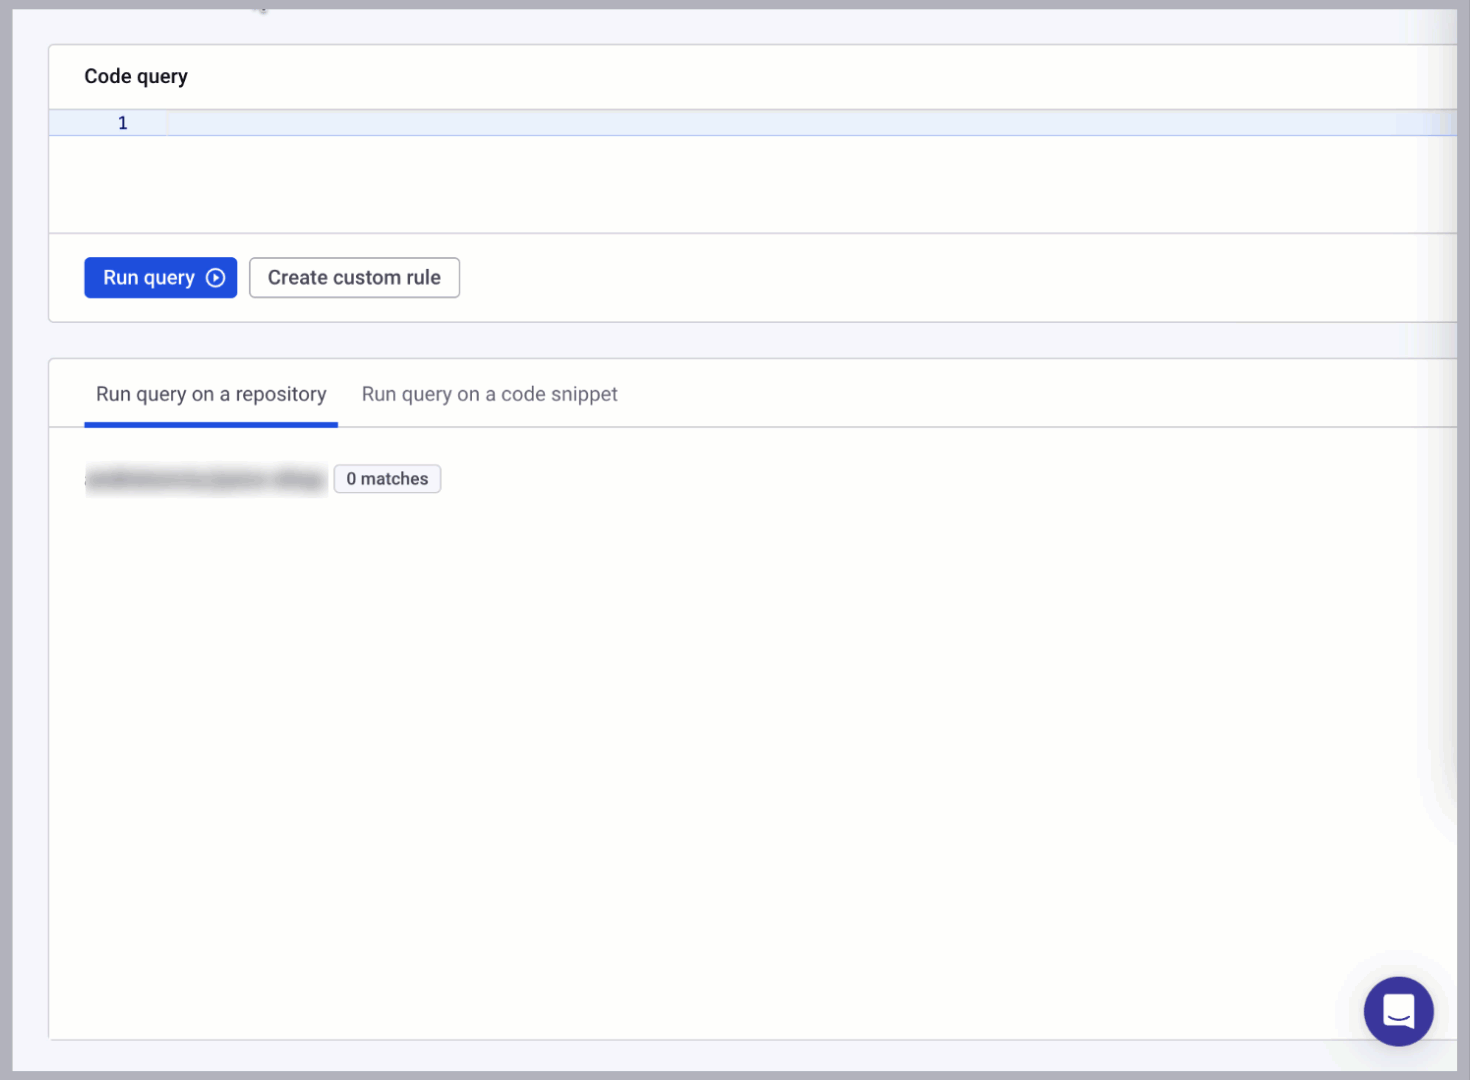 Code query
1
Run query
Create custom rule
Run query on a repository
Run query on a code snippet
0 matches